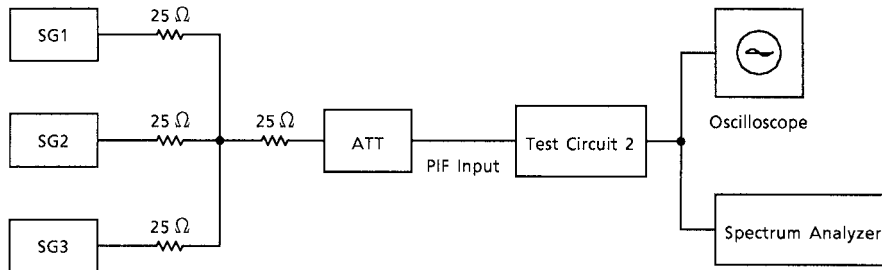 SG1
25 Ω
SG2
25 Ω
25 Ω
ATT
PIF Input
Test Circuit 2
Oscilloscope
SG3
25 Ω
Spectrum Analyzer